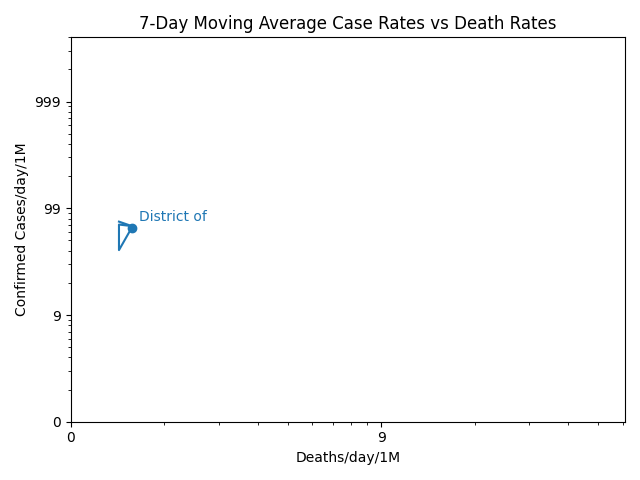 7-Day Moving Average Case Rates vs Death Rates
Confirmed Cases/day/1M
999
99
9
0
District of
0
9
Deaths/day/1M